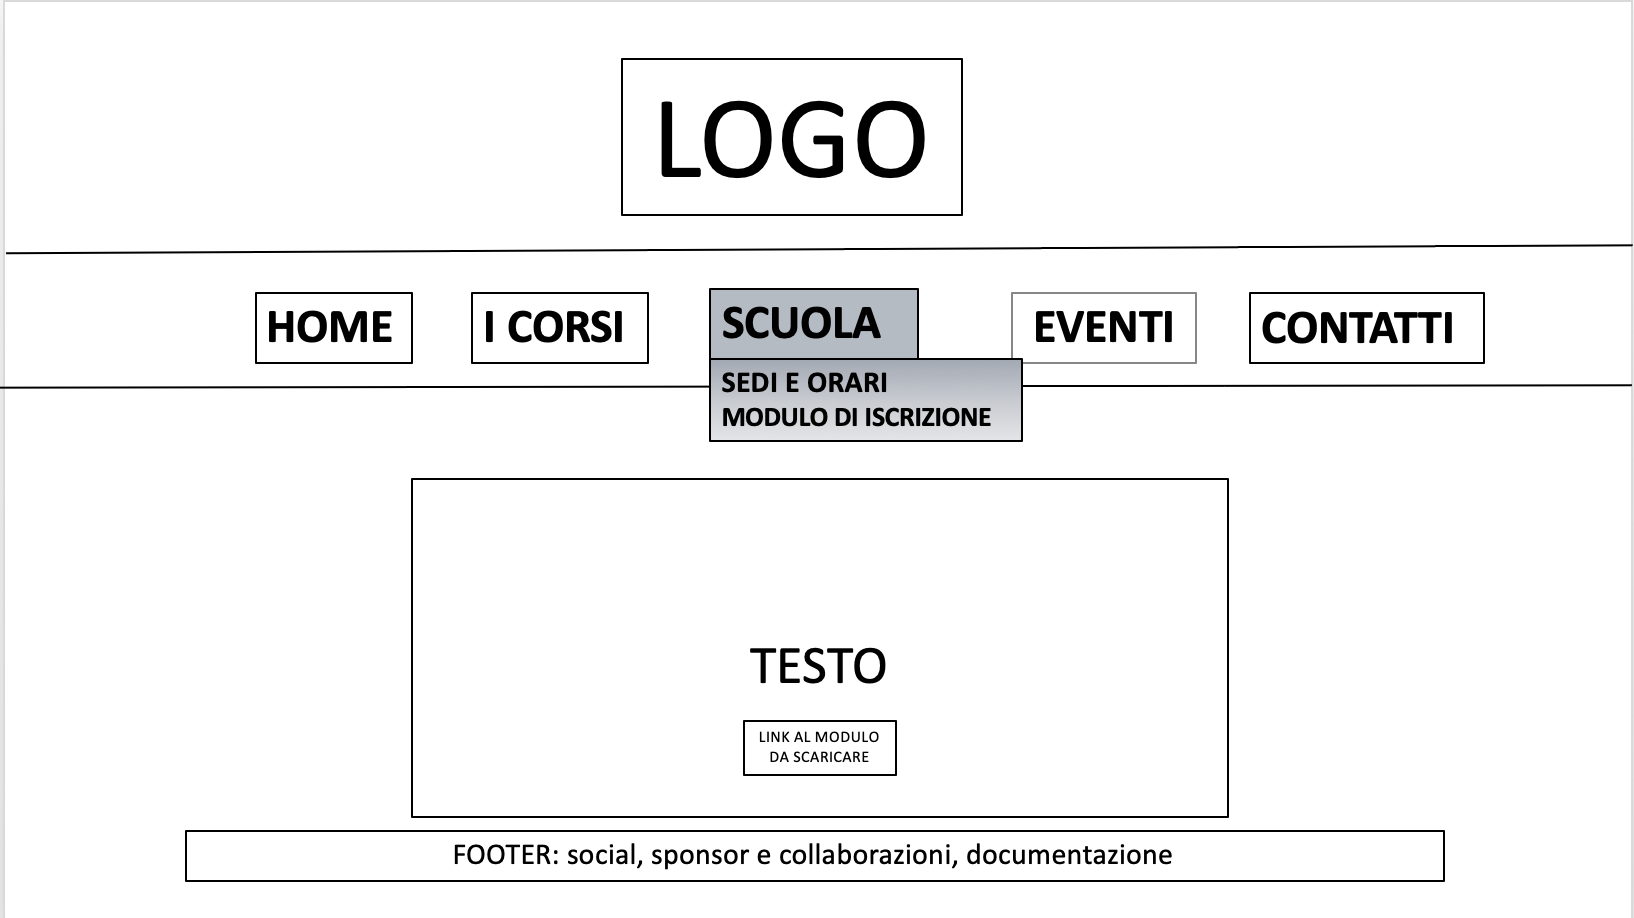 LOGO
HOME
I CORSI
SCUOLA
EVENTI
CONTATTI
SEDI E ORARI
MODULO DI ISCRIZIONE
TESTO
LINK AL MODULO
DA SCARICARE
FOOTER: social, sponsor e collaborazioni, documentazione